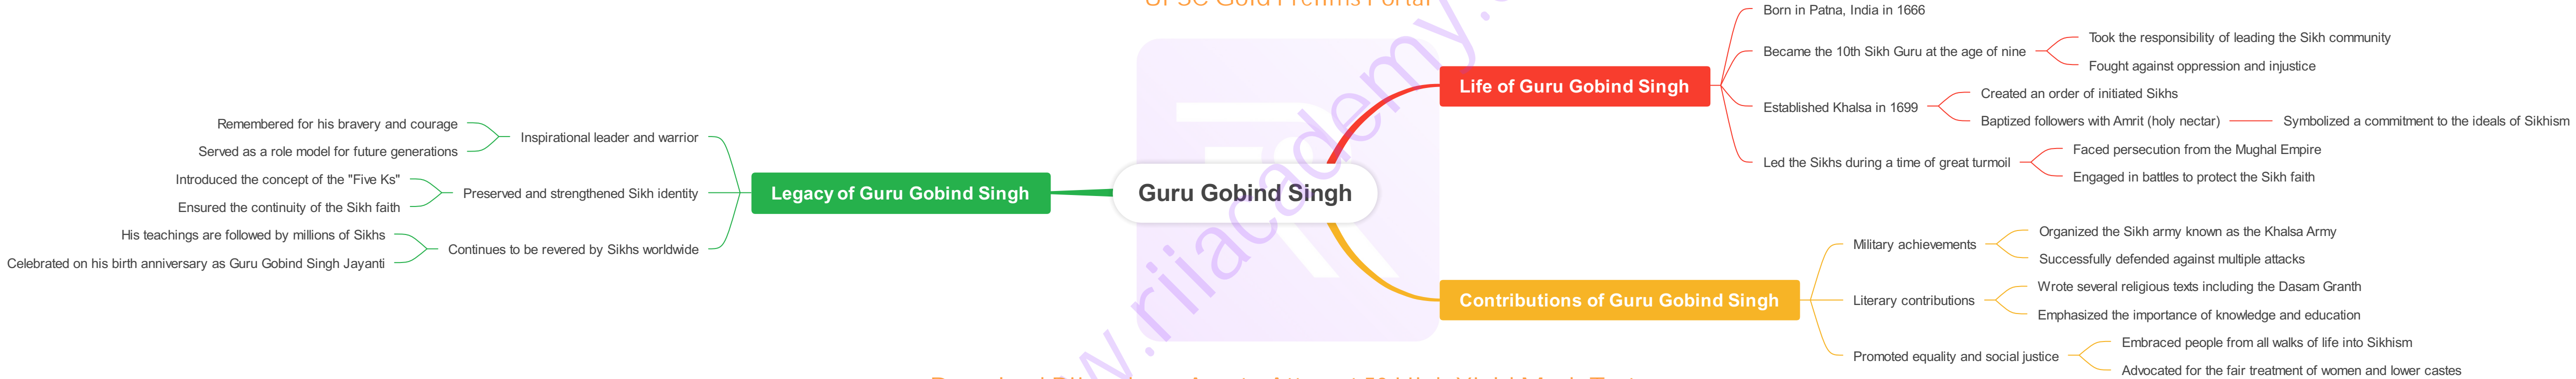 UPSC Gold Prelims Portal
Guru Gobind Singh
Life of Guru Gobind Singh
Born in Patna, India in 1666
Became the 10th Sikh Guru at the age of nine
Took the responsibility of leading the Sikh community
Fought against oppression and injustice
Established Khalsa in 1699
Created an order of initiated Sikhs
Baptized followers with Amrit (holy nectar)
Symbolized a commitment to the ideals of Sikhism
Led the Sikhs during a time of great turmoil
Faced persecution from the Mughal Empire
Engaged in battles to protect the Sikh faith
Contributions of Guru Gobind Singh
Military achievements
Organized the Sikh army known as the Khalsa Army
Successfully defended against multiple attacks
Literary contributions
Wrote several religious texts including the Dasam Granth
Emphasized the importance of knowledge and education
Promoted equality and social justice
Embraced people from all walks of life into Sikhism
Advocated for the fair treatment of women and lower castes
Legacy of Guru Gobind Singh
Inspirational leader and warrior
Remembered for his bravery and courage
Served as a role model for future generations
Preserved and strengthened Sikh identity
Introduced the concept of the "Five Ks"
Ensured the continuity of the Sikh faith
Continues to be revered by Sikhs worldwide
His teachings are followed by millions of Sikhs
Celebrated on his birth anniversary as Guru Gobind Singh Jayanti